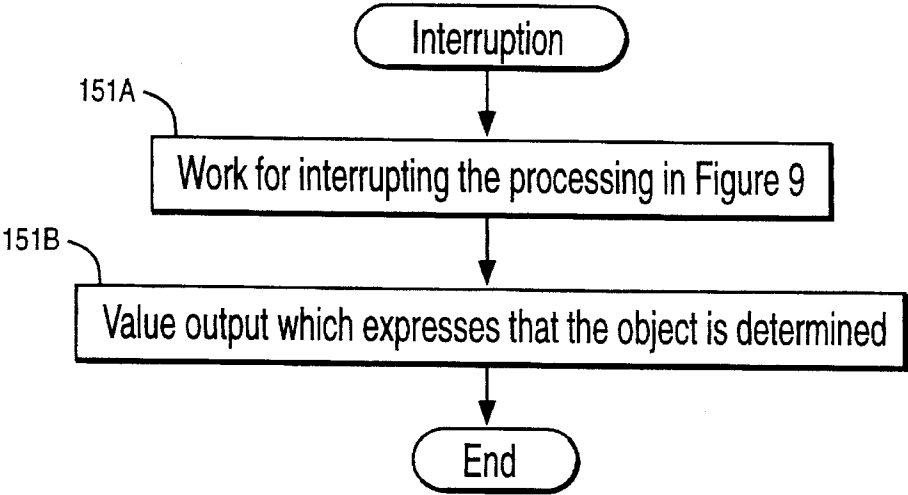 Interruption
151A
Work for interrupting the processing in Figure 9
151B
Value output which expresses that the object is determined
End